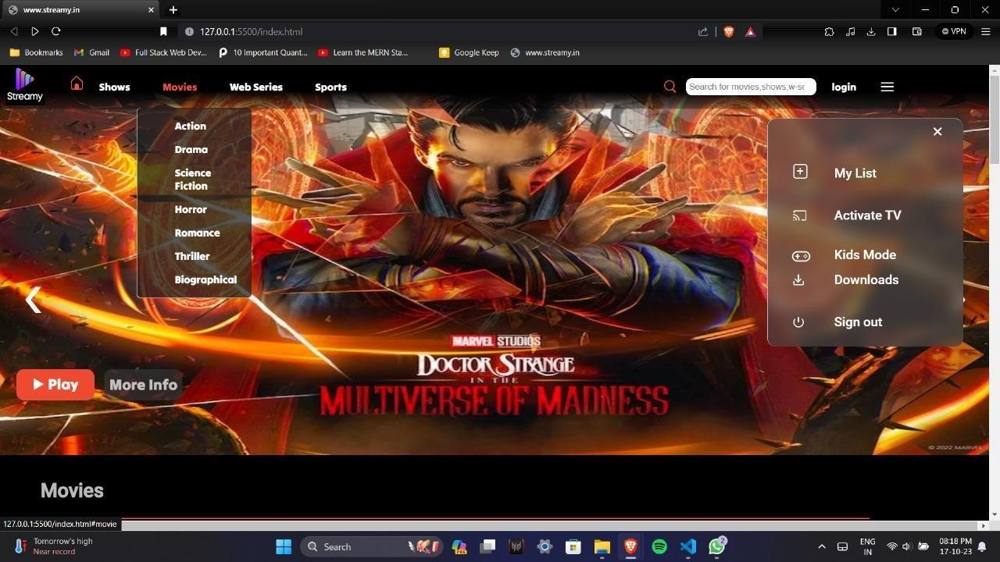 www.streamy.in
127.0.0.1:5500/index.html
VPN
Bookmarks
Gmail
Full Stack Web Dev...
10 Important Quant...
Learn the MERN Sta...
Google Keep
www.streamy.in
Streamy
Shows
Movies
Web Series
Sports
Search for movies,shows,w-se
login
Action
Drama
Science
Fiction
Horror
Romance
Thriller
Biographical
My List
Activate TV
Kids Mode
Downloads
Sign out
MARVEL STUDIOS
DOCTOR STRANGE
IN THE
MULTIVERSE OF MADNESS
Play
More Info
© 2022 MARVEL
Movies
127.0.0.1:5500/index.html#movie
Tomorrow's high
Near record
Search
PRE
2
ENG
IN
08:18 PM
17-10-23